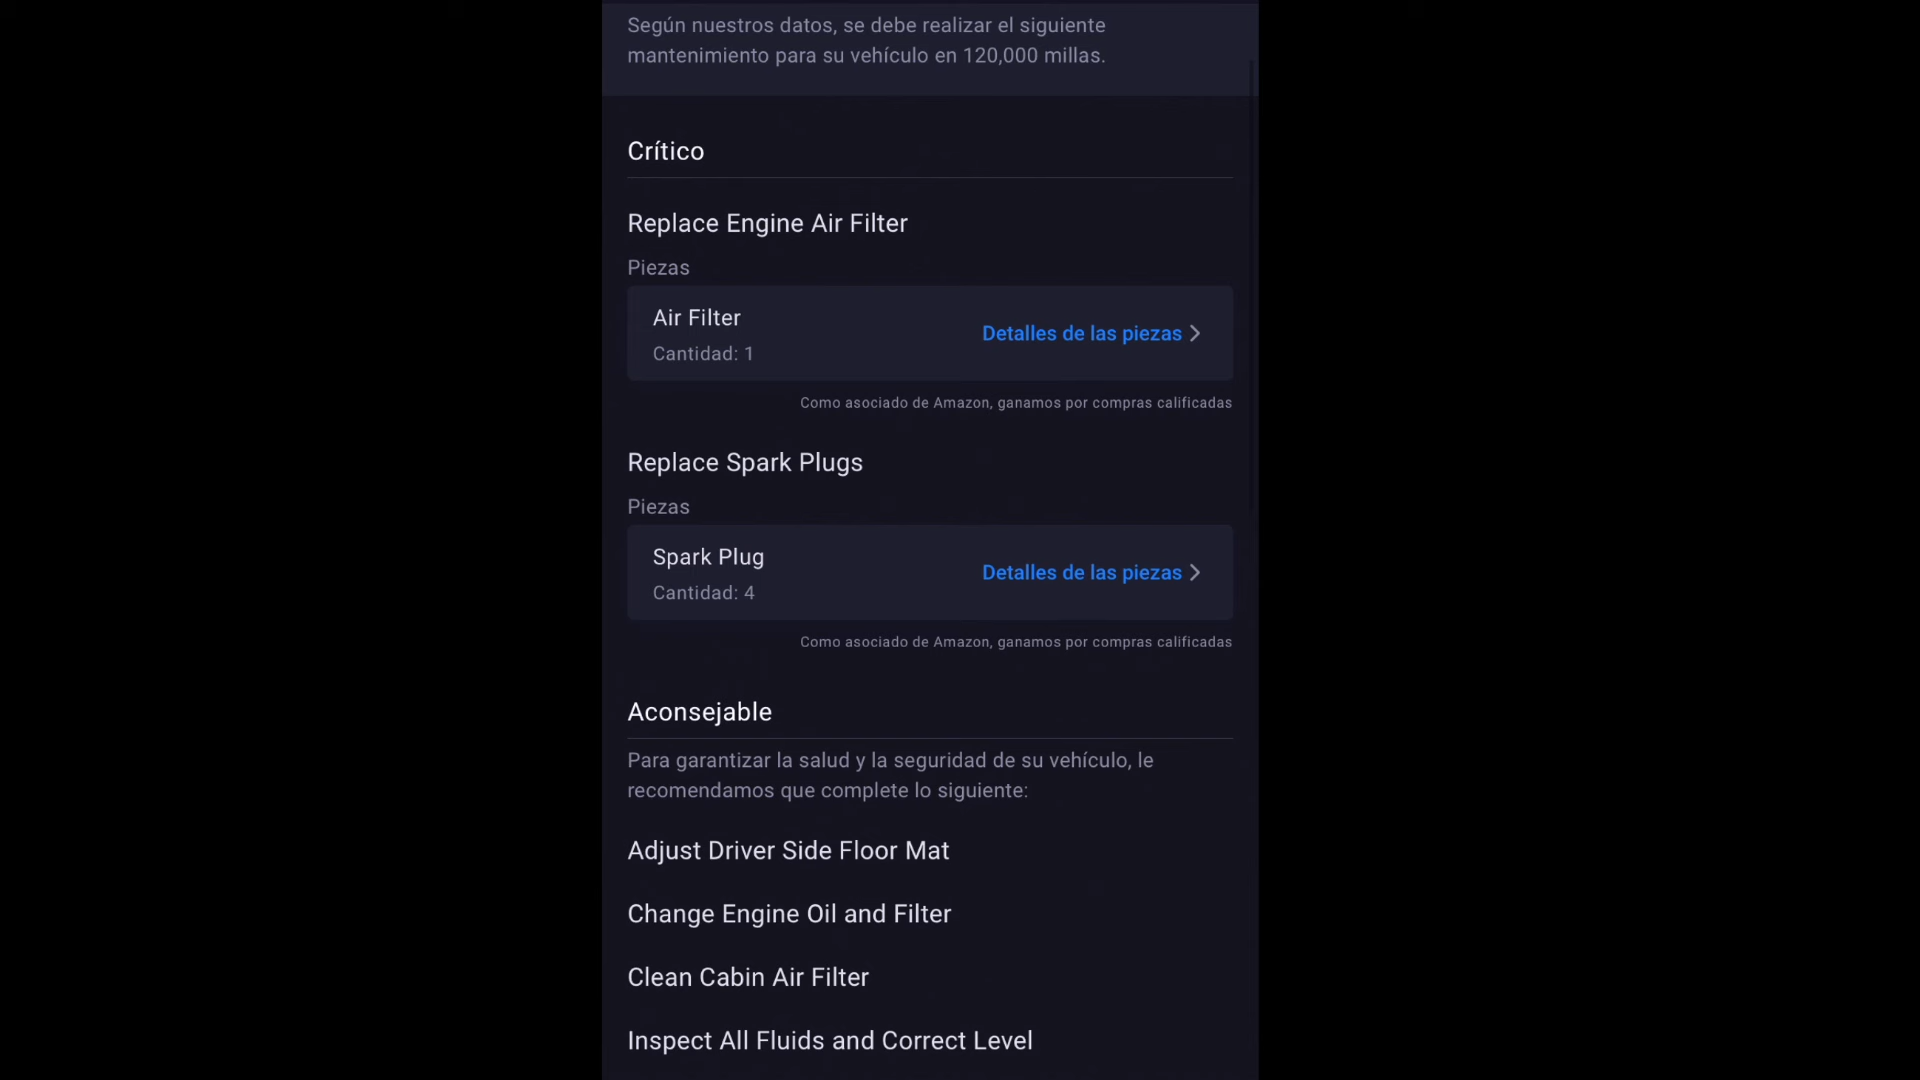 Según nuestros datos, se debe realizar el siguiente
mantenimiento para su vehículo en 120,000 millas.
Crítico
Replace Engine Air Filter
Piezas
Air Filter
Cantidad: 1
Detalles de las piezas
Como asociado de Amazon, ganamos por compras calificadas
Replace Spark Plugs
Piezas
Spark Plug
Cantidad: 4
Detalles de las piezas
Como asociado de Amazon, ganamos por compras calificadas
Aconsejable
Para garantizar la salud y la seguridad de su vehículo, le
recomendamos que complete lo siguiente:
Adjust Driver Side Floor Mat
Change Engine Oil and Filter
Clean Cabin Air Filter
Inspect All Fluids and Correct Level